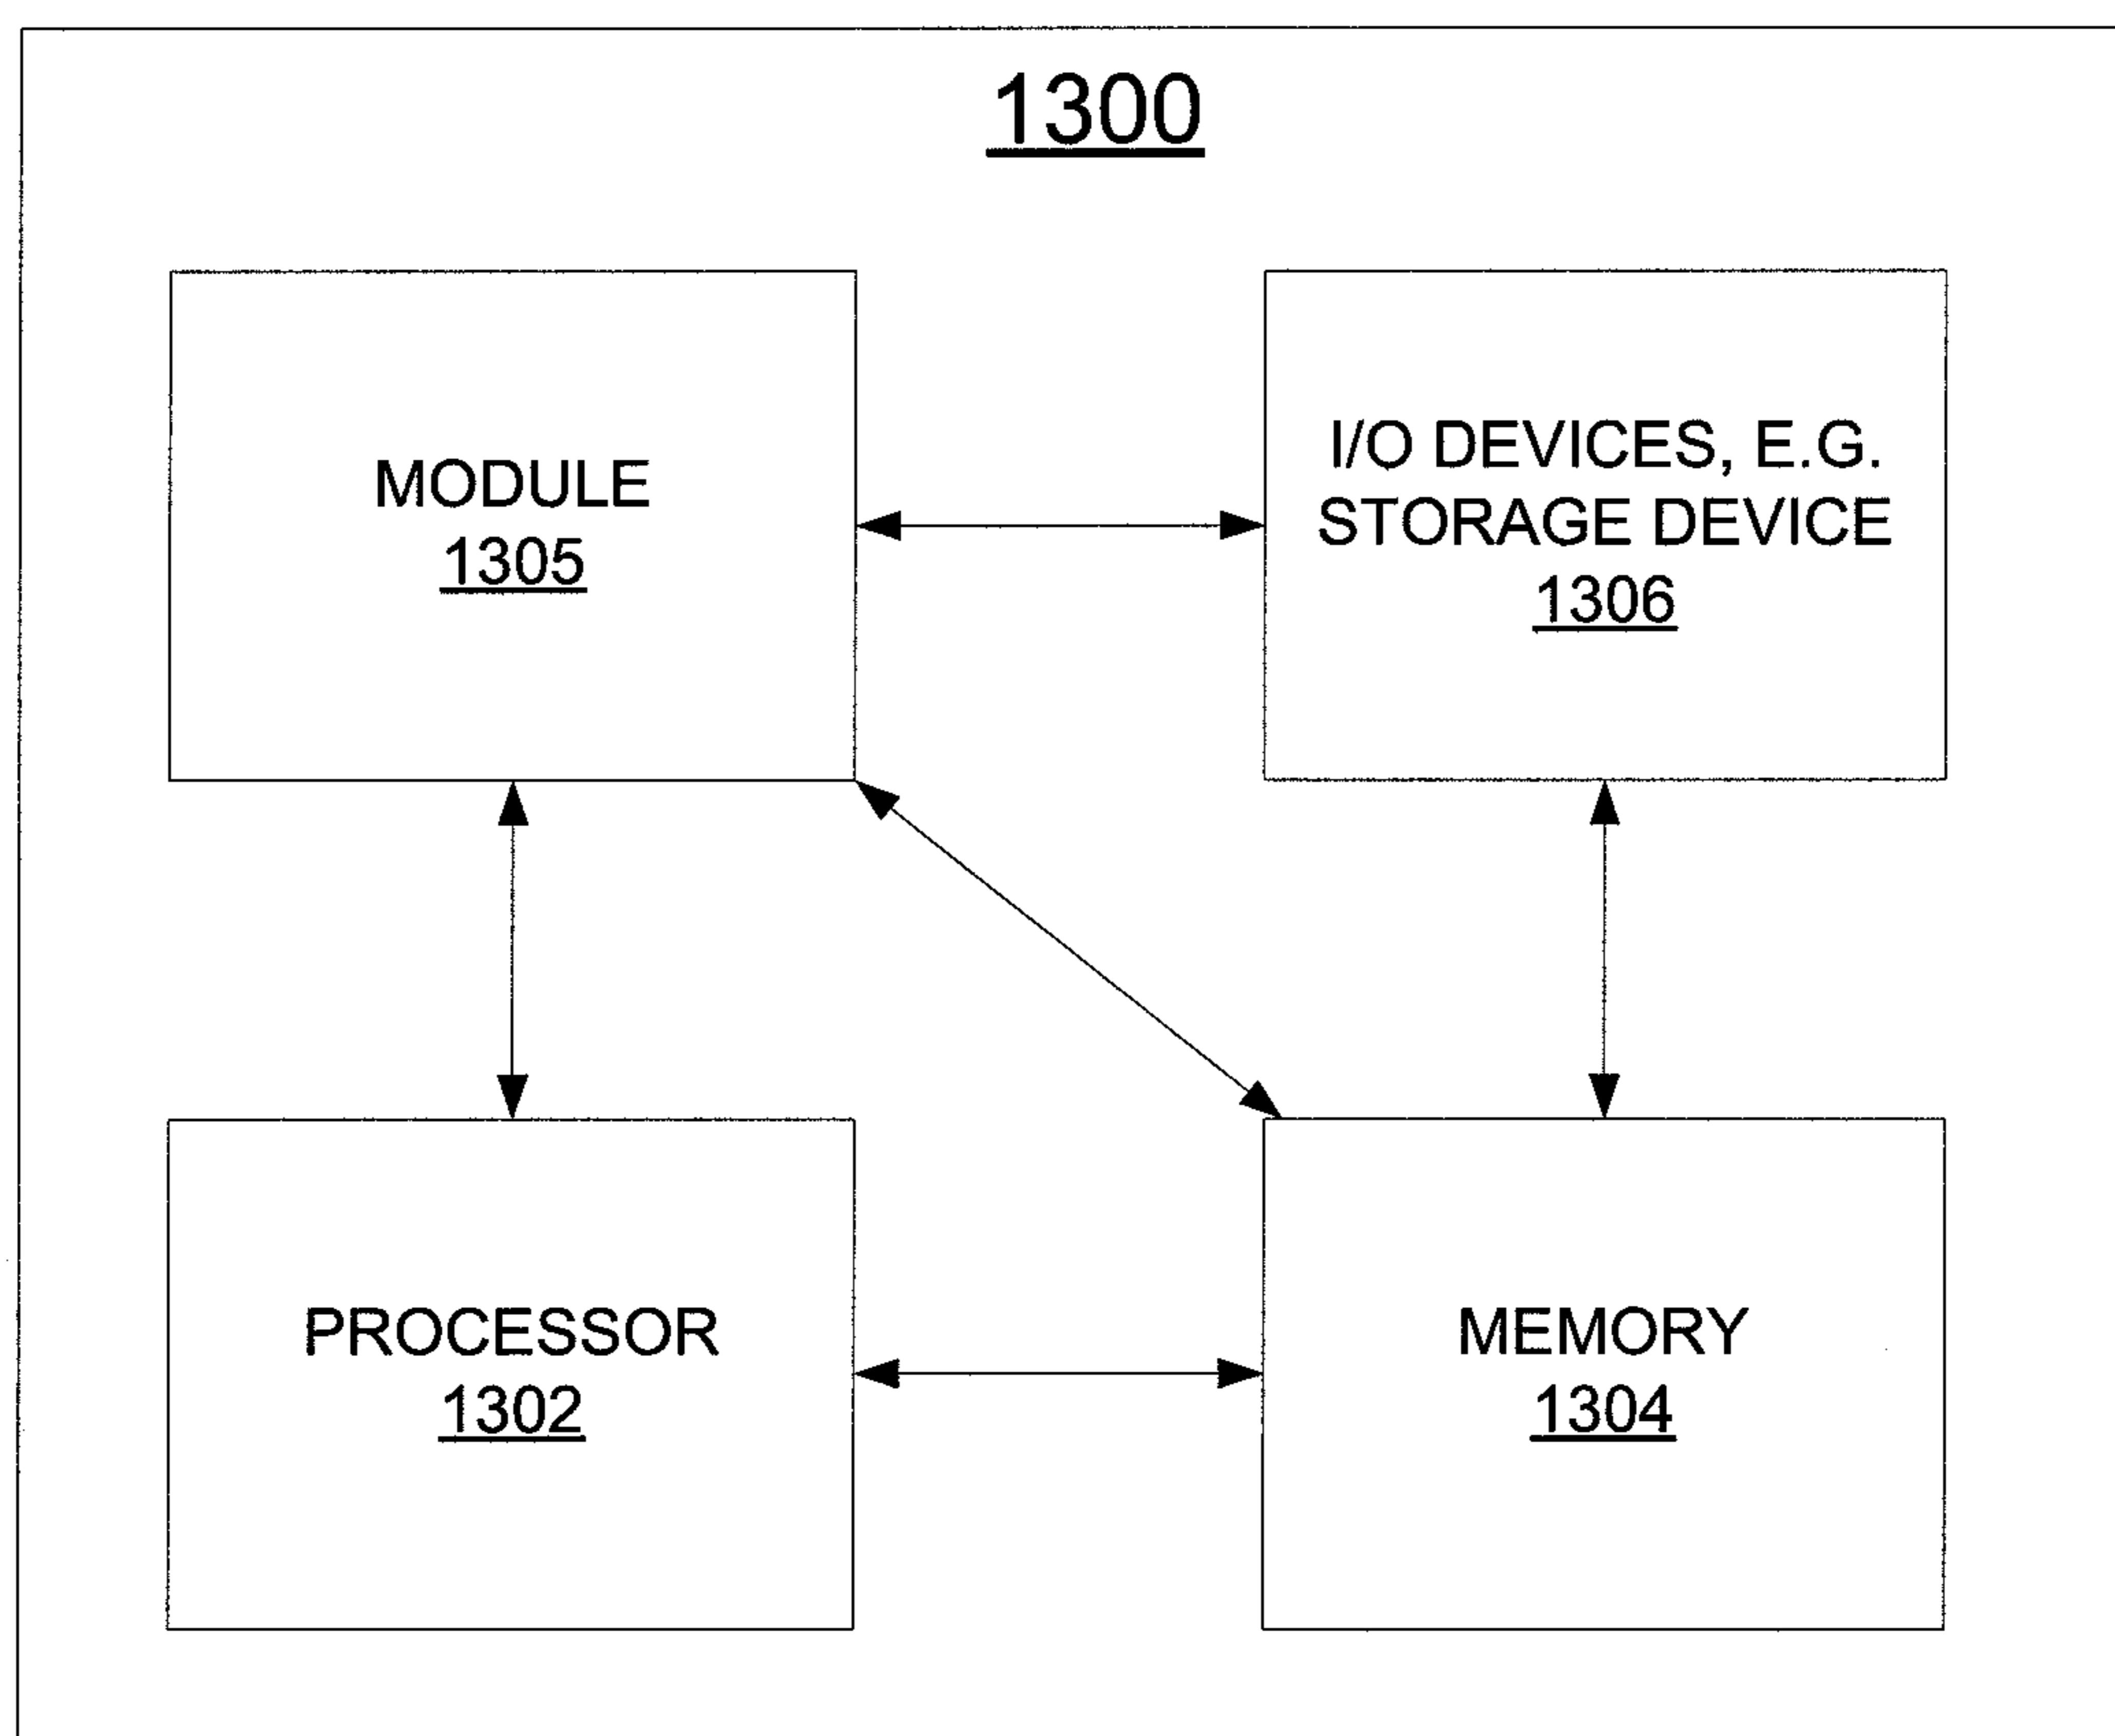 1300
MODULE
1305
I/O DEVICES, E.G.
STORAGE DEVICE
1306
PROCESSOR
1302
MEMORY
1304